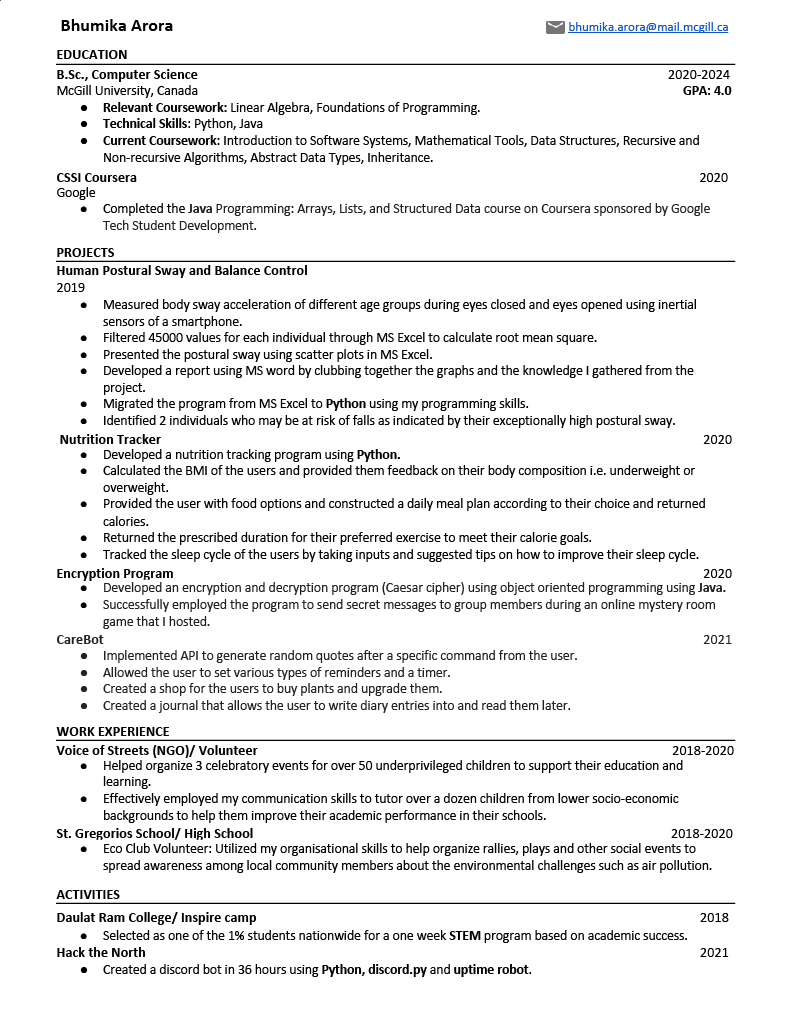 Bhumika Arora bhumika.arora@mail.mcgill.ca
EDUCATION
B.Sc., Computer Science 2020-2024
McGill University, Canada GPA: 4.0
● Relevant Coursework: Linear Algebra, Foundations of Programming.
● Technical Skills: Python, Java
● Current Coursework: Introduction to Software Systems, Mathematical Tools, Data Structures, Recursive and
Non-recursive Algorithms, Abstract Data Types, Inheritance.
CSSI Coursera 2020
Google
● Completed the Java Programming: Arrays, Lists, and Structured Data course on Coursera sponsored by Google
Tech Student Development.
PROJECTS
Human Postural Sway and Balance Control
2019
● Measured body sway acceleration of different age groups during eyes closed and eyes opened using inertial
sensors of a smartphone.
● Filtered 45000 values for each individual through MS Excel to calculate root mean square.
● Presented the postural sway using scatter plots in MS Excel.
● Developed a report using MS word by clubbing together the graphs and the knowledge I gathered from the
project.
● Migrated the program from MS Excel to Python using my programming skills.
● Identified 2 individuals who may be at risk of falls as indicated by their exceptionally high postural sway.
Nutrition Tracker 2020
● Developed a nutrition tracking program using Python.
● Calculated the BMI of the users and provided them feedback on their body composition i.e. underweight or
overweight.
● Provided the user with food options and constructed a daily meal plan according to their choice and returned
calories.
● Returned the prescribed duration for their preferred exercise to meet their calorie goals.
● Tracked the sleep cycle of the users by taking inputs and suggested tips on how to improve their sleep cycle.
Encryption Program 2020
● Developed an encryption and decryption program (Caesar cipher) using object oriented programming using Java.
● Successfully employed the program to send secret messages to group members during an online mystery room
game that I hosted.
CareBot 2021
● Implemented API to generate random quotes after a specific command from the user.
● Allowed the user to set various types of reminders and a timer.
● Created a shop for the users to buy plants and upgrade them.
● Created a journal that allows the user to write diary entries into and read them later.
WORK EXPERIENCE
Voice of Streets (NGO)/ Volunteer 2018-2020
● Helped organize 3 celebratory events for over 50 underprivileged children to support their education and
learning.
● Effectively employed my communication skills to tutor over a dozen children from lower socio-economic
backgrounds to help them improve their academic performance in their schools.
St. Gregorios School/ High School 2018-2020
● Eco Club Volunteer: Utilized my organisational skills to help organize rallies, plays and other social events to
spread awareness among local community members about the environmental challenges such as air pollution.
ACTIVITIES
Daulat Ram College/ Inspire camp 2018
● Selected as one of the 1% students nationwide for a one week STEM program based on academic success.
Hack the North 2021
● Created a discord bot in 36 hours using Python, discord.py and uptime robot.